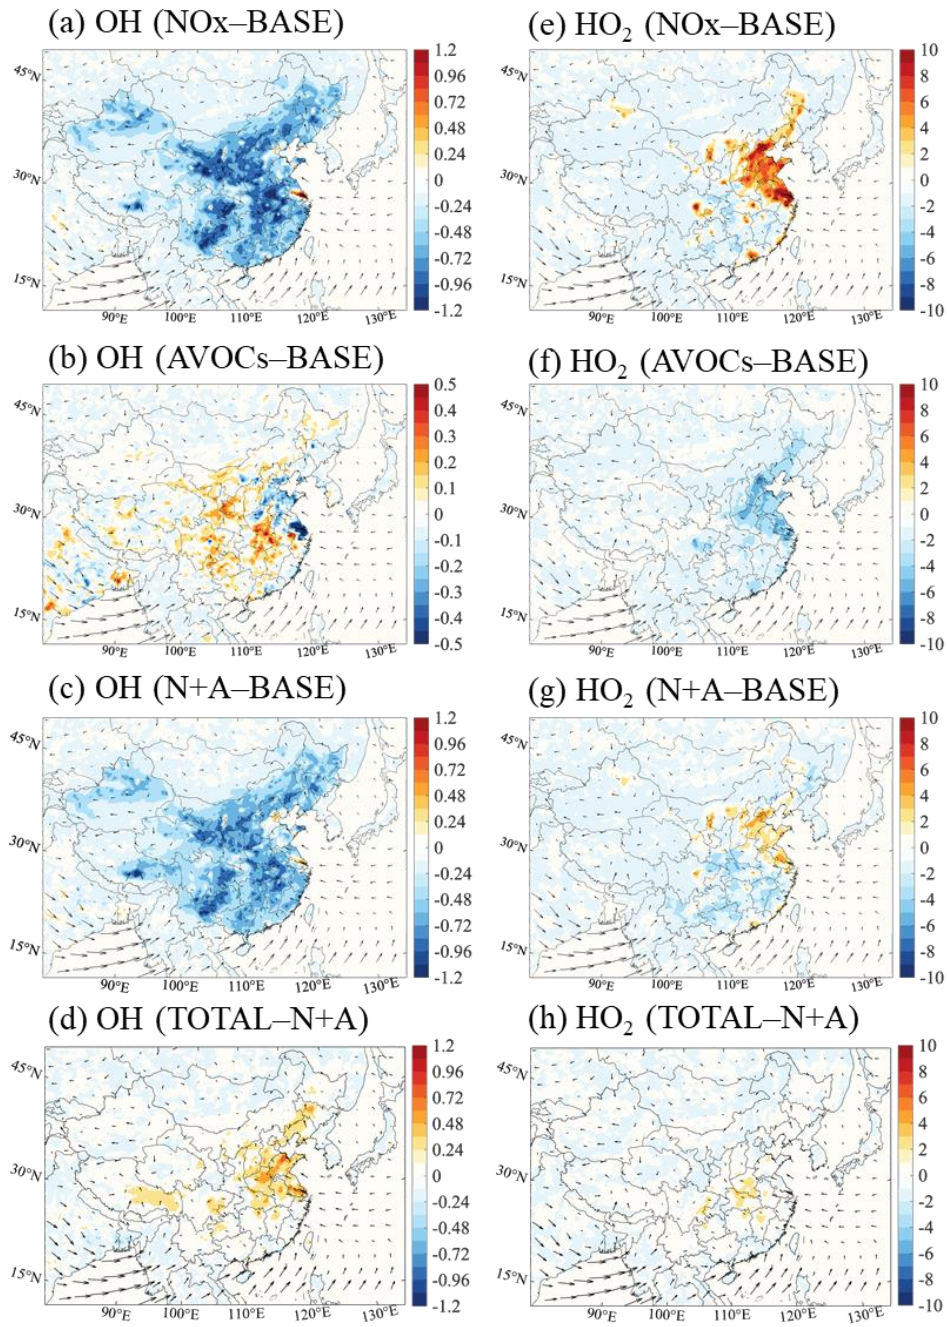 (a) OH (NOx–BASE)
45°N
30°N
15°N
90°E 100°E 110°E 120°E 130°E
1.2
0.96
0.72
0.48
0.24
0
-0.24
-0.48
-0.72
-0.96
-1.2
(e) HO₂ (NOx–BASE)
45°N
30°N
15°N
90°E 100°E 110°E 120°E 130°E
10
8
6
4
2
0
-2
-4
-6
-8
-10
(b) OH (AVOCs–BASE)
45°N
30°N
15°N
90°E 100°E 110°E 120°E 130°E
0.5
0.4
0.3
0.2
0.1
0
-0.1
-0.2
-0.3
-0.4
-0.5
(f) HO₂ (AVOCs–BASE)
45°N
30°N
15°N
90°E 100°E 110°E 120°E 130°E
10
8
6
4
2
0
-2
-4
-6
-8
-10
(c) OH (N+A–BASE)
45°N
30°N
15°N
90°E 100°E 110°E 120°E 130°E
1.2
0.96
0.72
0.48
0.24
0
-0.24
-0.48
-0.72
-0.96
-1.2
(g) HO₂ (N+A–BASE)
45°N
30°N
15°N
90°E 100°E 110°E 120°E 130°E
10
8
6
4
2
0
-2
-4
-6
-8
-10
(d) OH (TOTAL–N+A)
45°N
30°N
15°N
90°E 100°E 110°E 120°E 130°E
1.2
0.96
0.72
0.48
0.24
0
-0.24
-0.48
-0.72
-0.96
-1.2
(h) HO₂ (TOTAL–N+A)
45°N
30°N
15°N
90°E 100°E 110°E 120°E 130°E
10
8
6
4
2
0
-2
-4
-6
-8
-10